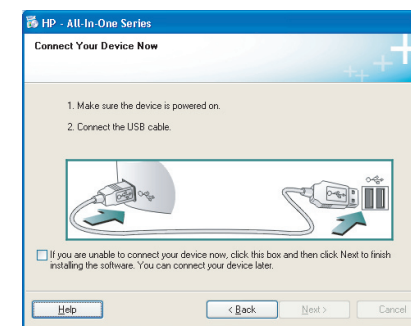 HP - All-In-One Series
Connect Your Device Now
1. Make sure the device is powered on.
2. Connect the USB cable.
If you are unable to connect your device now, click this box and then click Next to finish
installing the software. You can connect your device later.
Help
< Back
Next >
Cancel